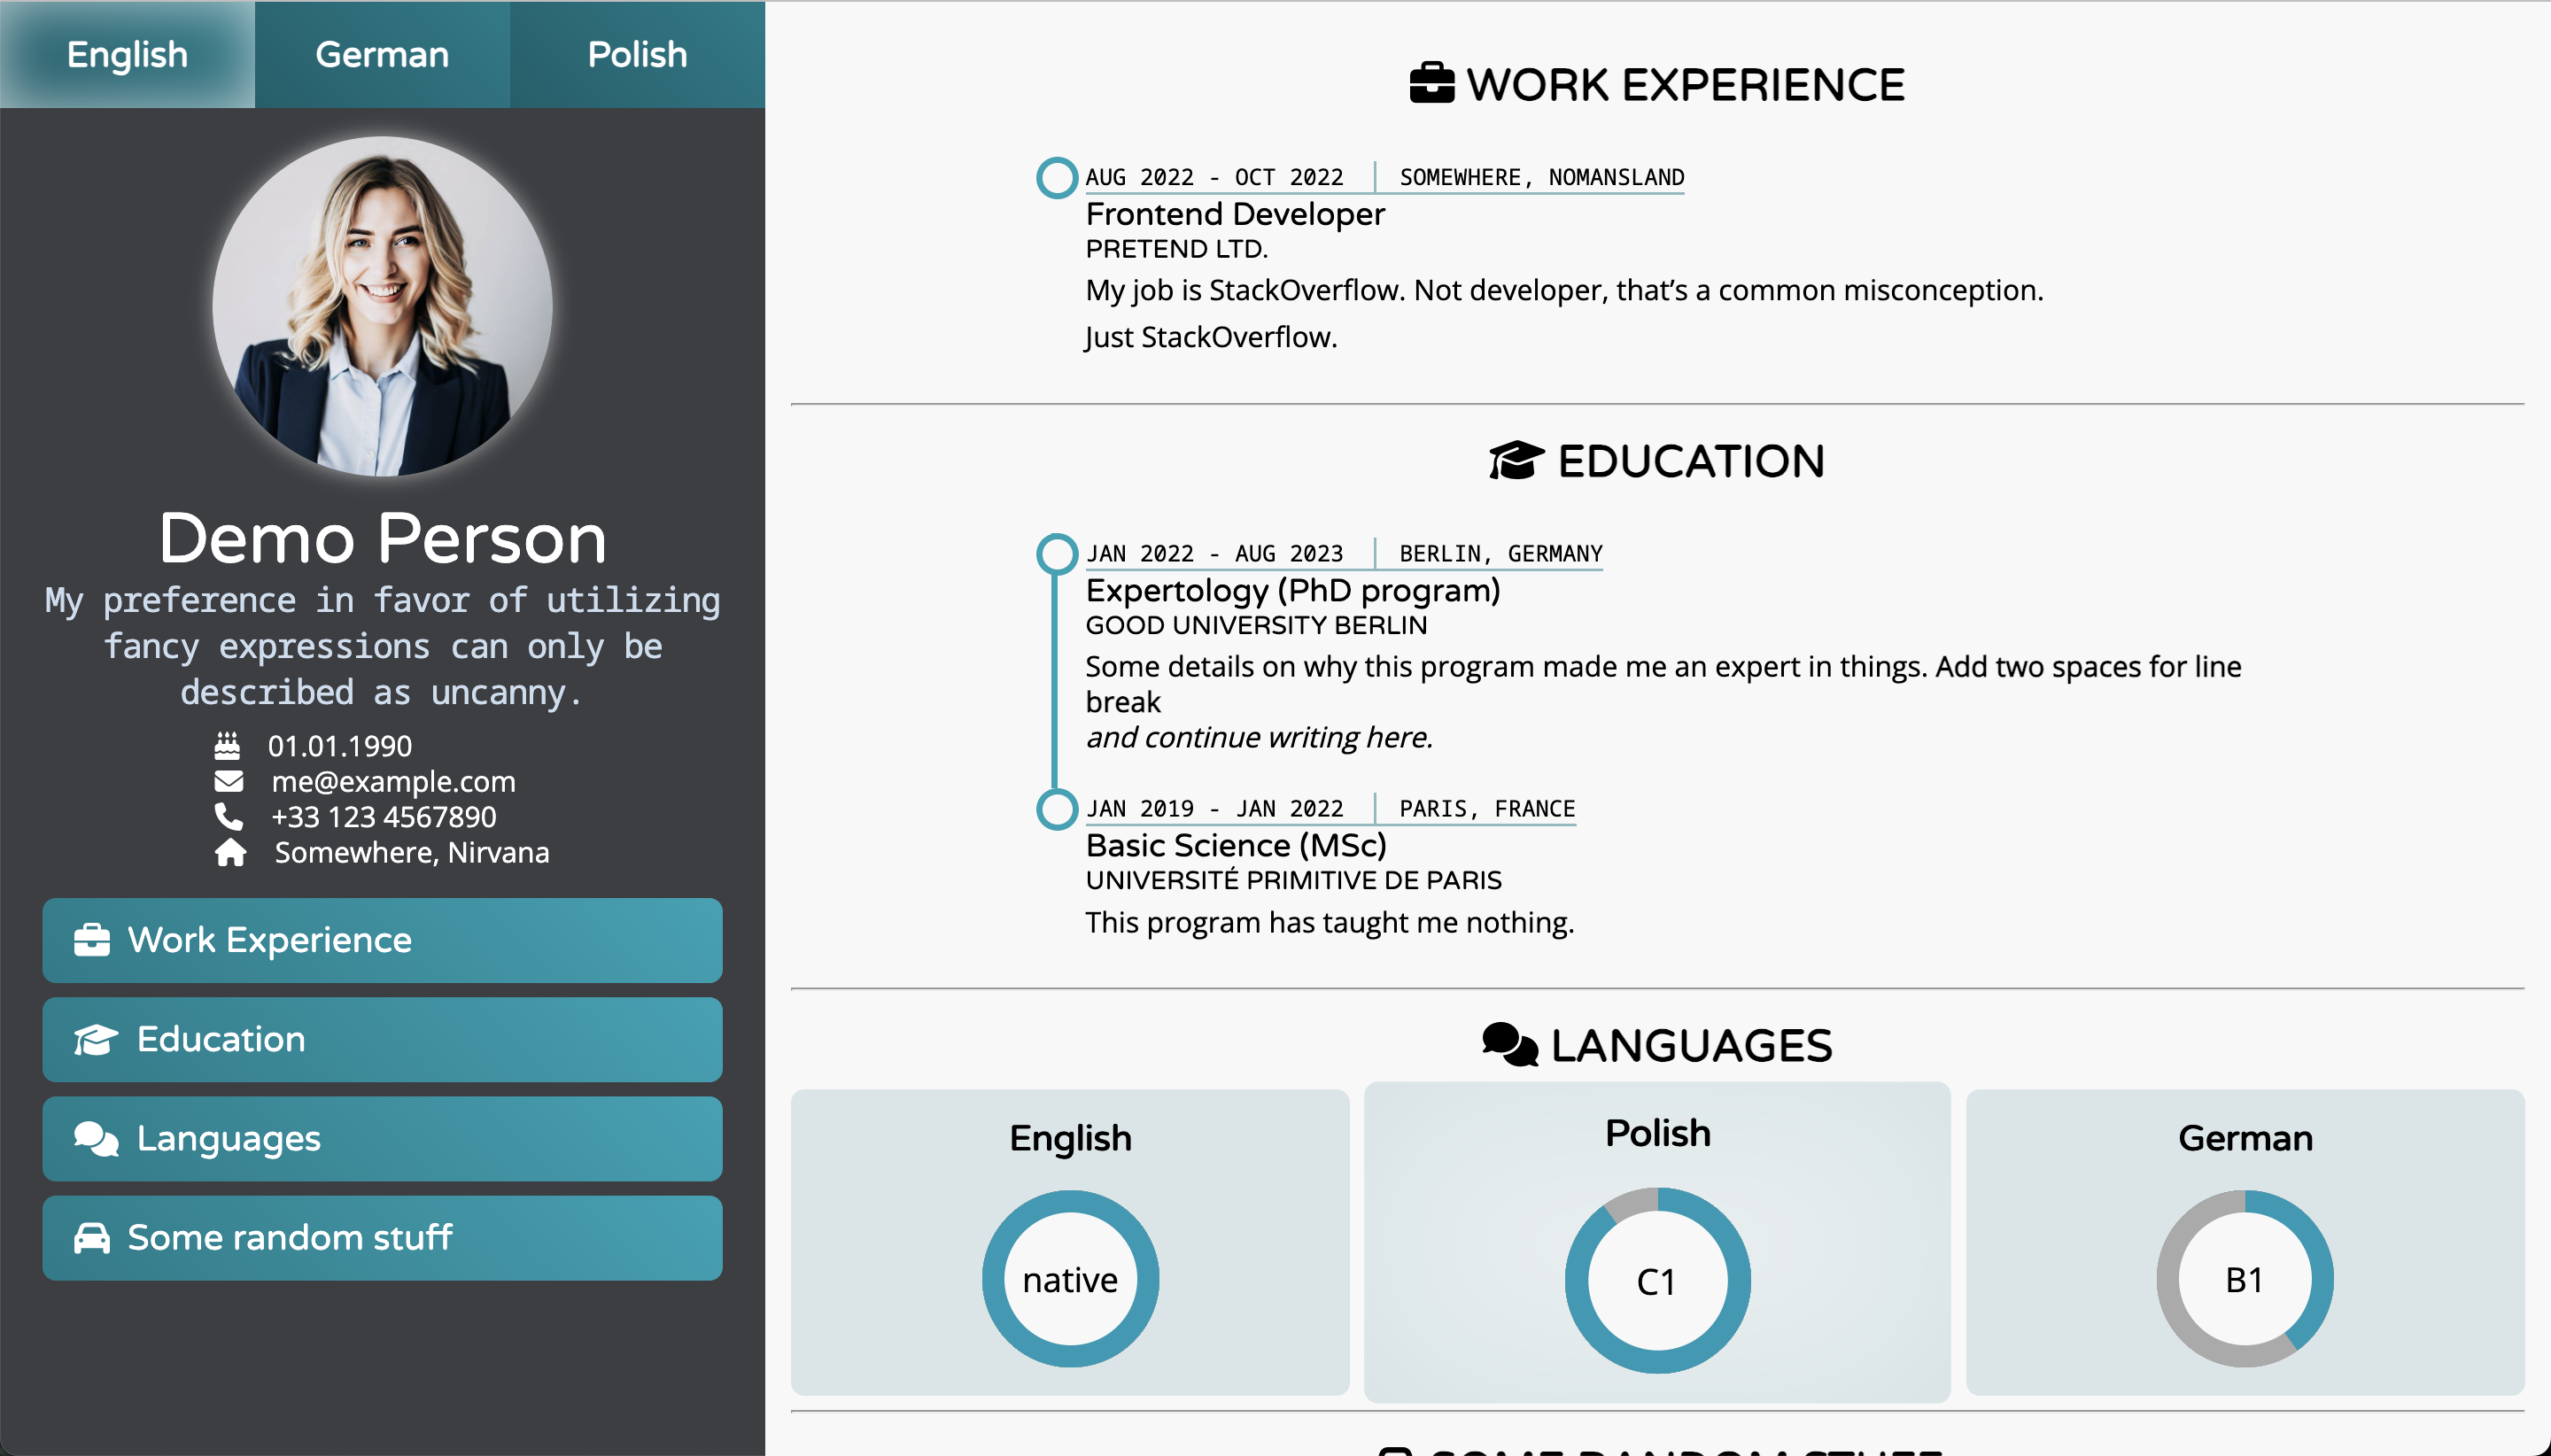 English
German
Polish
Demo Person
My preference in favor of utilizing
fancy expressions can only be
described as uncanny.
01.01.1990
me@example.com
+33 123 4567890
Somewhere, Nirvana
Work Experience
Education
Languages
Some random stuff
WORK EXPERIENCE
AUG 2022 - OCT 2022 | SOMEWHERE, NOMANSLAND
Frontend Developer
PRETEND LTD.
My job is StackOverflow. Not developer, that’s a common misconception.
Just StackOverflow.
EDUCATION
JAN 2022 - AUG 2023 | BERLIN, GERMANY
Expertology (PhD program)
GOOD UNIVERSITY BERLIN
Some details on why this program made me an expert in things. Add two spaces for line
break
and continue writing here.
JAN 2019 - JAN 2022 | PARIS, FRANCE
Basic Science (MSc)
UNIVERSITÉ PRIMITIVE DE PARIS
This program has taught me nothing.
LANGUAGES
English
native
Polish
C1
German
B1
SOME RANDOM STUFF